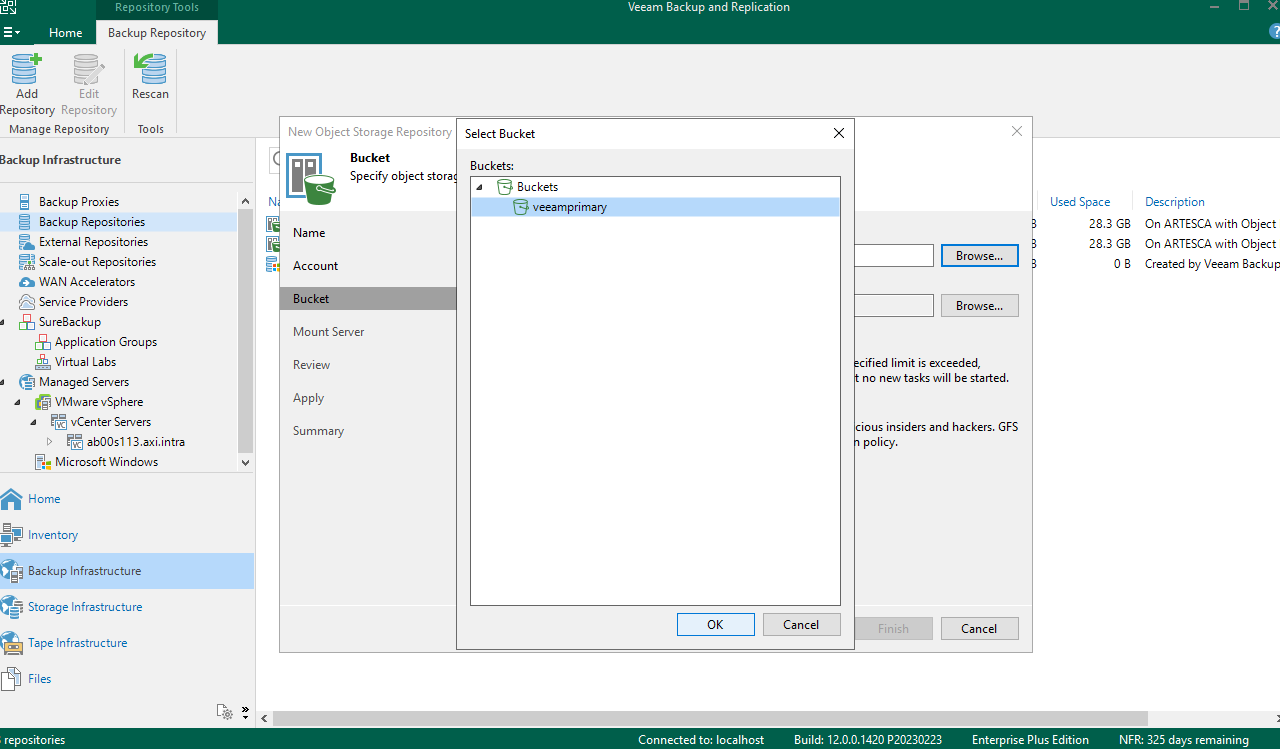 Repository Tools
Veeam Backup and Replication
Home
Backup Repository
Add
Repository
Edit
Repository
Rescan
Manage Repository
Tools
Backup Infrastructure
Backup Proxies
Backup Repositories
External Repositories
Scale-out Repositories
WAN Accelerators
Service Providers
SureBackup
Application Groups
Virtual Labs
Managed Servers
VMware vSphere
vCenter Servers
ab00s113.axi.intra
Microsoft Windows
Home
Inventory
Backup Infrastructure
Storage Infrastructure
Tape Infrastructure
Files
New Object Storage Repository
Bucket
Specify object storag
Name
Account
Bucket
Mount Server
Review
Apply
Summary
Select Bucket
Buckets:
Buckets
veeamprimary
OK
Cancel
Browse...
Browse...
ecified limit is exceeded,
t no new tasks will be started.
cious insiders and hackers. GFS
n policy.
Finish
Cancel
Used Space
Description
28.3 GB
On ARTESCA with Object
28.3 GB
On ARTESCA with Object
0 B
Created by Veeam Backup
repositories
Connected to: localhost
Build: 12.0.0.1420 P20230223
Enterprise Plus Edition
NFR: 325 days remaining